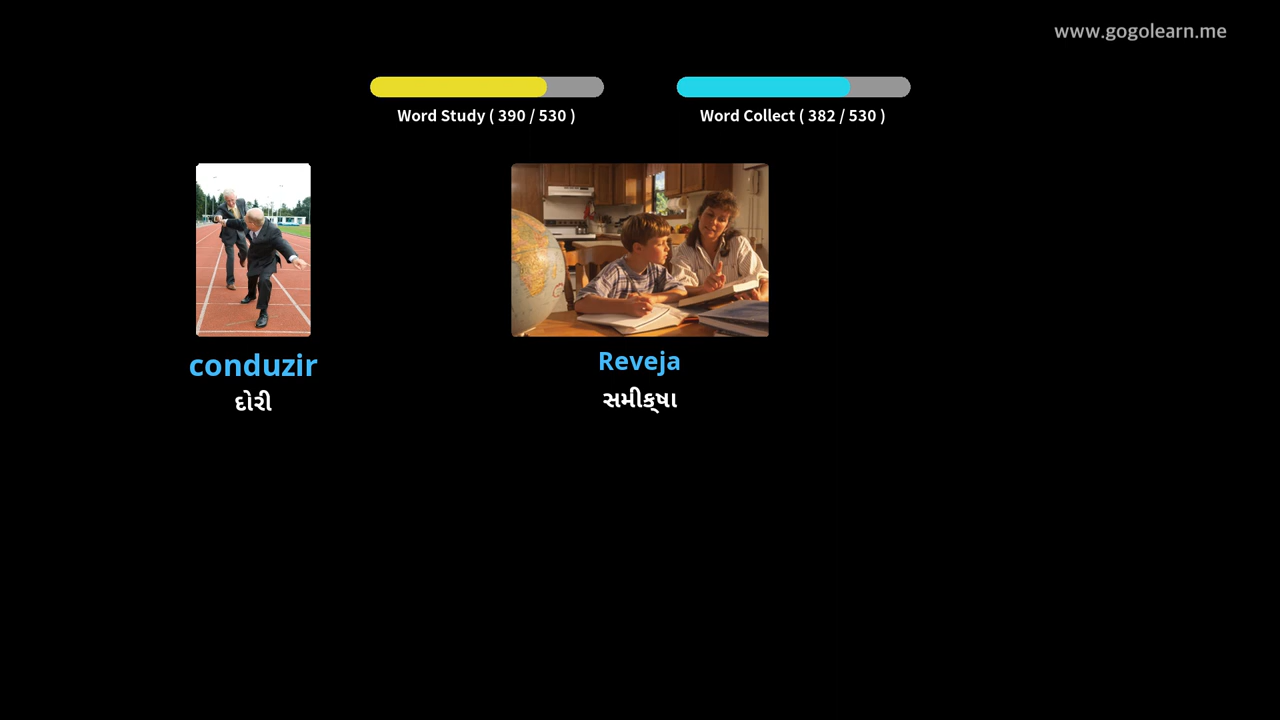 www.gogolearn.me
Word Study ( 390 / 530 )
Word Collect ( 382 / 530 )
conduzir
દોરી
Reveja
સમીક્ષા